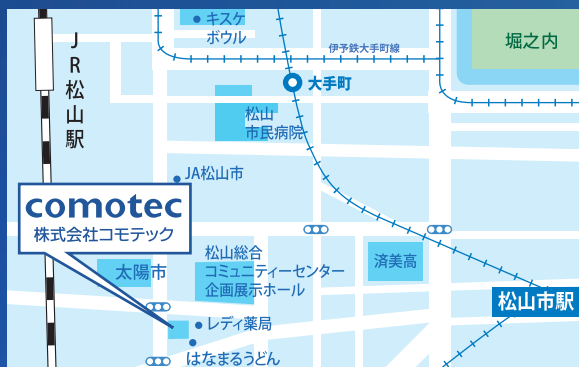 キスケ
ボウル
伊予鉄大手町線
堀之内
JR松山駅
大手町
松山
市民病院
JA松山市
comotec
株式会社コモテック
太陽市
松山総合
コミュニティーセンター
企画展示ホール
済美高
松山市駅
レディ薬局
はなまるうどん